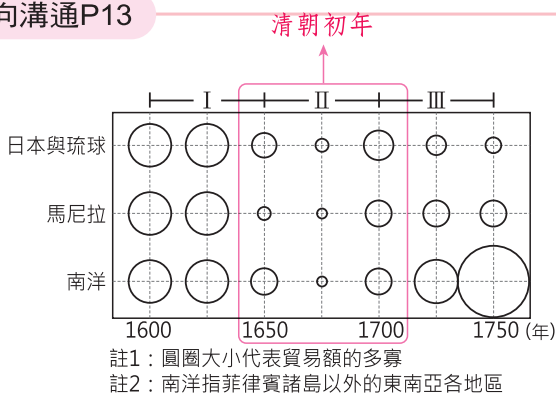 向溝通P13
清朝初年
I II III
日本與琉球
馬尼拉
南洋
1600 1650 1700 1750 (年)
註1：圓圈大小代表貿易額的多寡
註2：南洋指菲律賓諸島以外的東南亞各地區